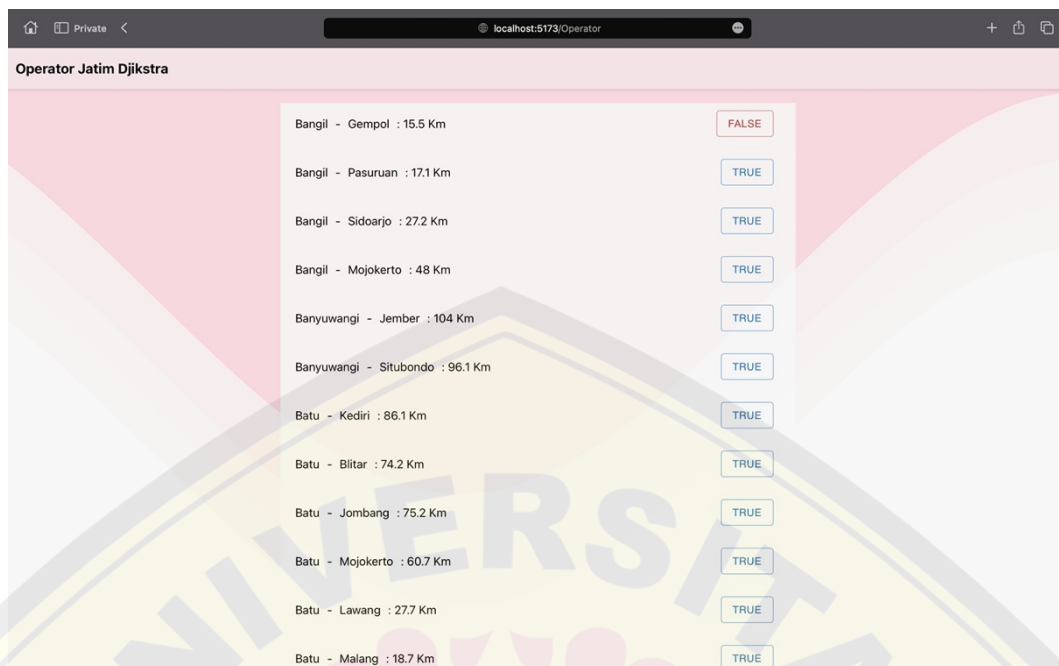 Private
localhost:5173/Operator
Operator Jatim Djikstra
Bangil - Gempol : 15.5 Km FALSE
Bangil - Pasuruan : 17.1 Km TRUE
Bangil - Sidoarjo : 27.2 Km TRUE
Bangil - Mojokerto : 48 Km TRUE
Banyuwangi - Jember : 104 Km TRUE
Banyuwangi - Situbondo : 96.1 Km TRUE
Batu - Kediri : 86.1 Km TRUE
Batu - Blitar : 74.2 Km TRUE
Batu - Jombang : 75.2 Km TRUE
Batu - Mojokerto : 60.7 Km TRUE
Batu - Lawang : 27.7 Km TRUE
Batu - Malang : 18.7 Km TRUE
NIVERSITA